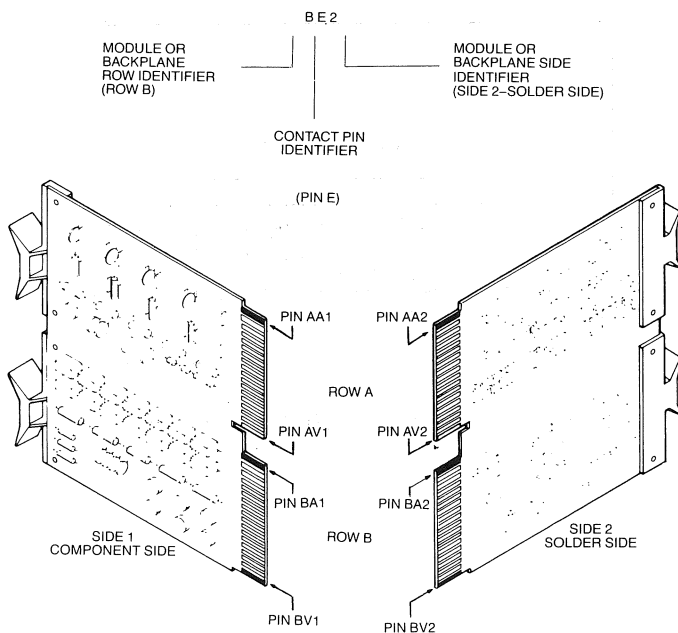 B E 2
MODULE OR
BACKPLANE
ROW IDENTIFIER
(ROW B)
MODULE OR
BACKPLANE SIDE
IDENTIFIER
(SIDE 2–SOLDER SIDE)
CONTACT PIN
IDENTIFIER
(PIN E)
PIN AA1
PIN AA2
ROW A
PIN AV1
PIN AV2
PIN BA1
PIN BA2
SIDE 1
COMPONENT SIDE
ROW B
SIDE 2
SOLDER SIDE
PIN BV1
PIN BV2